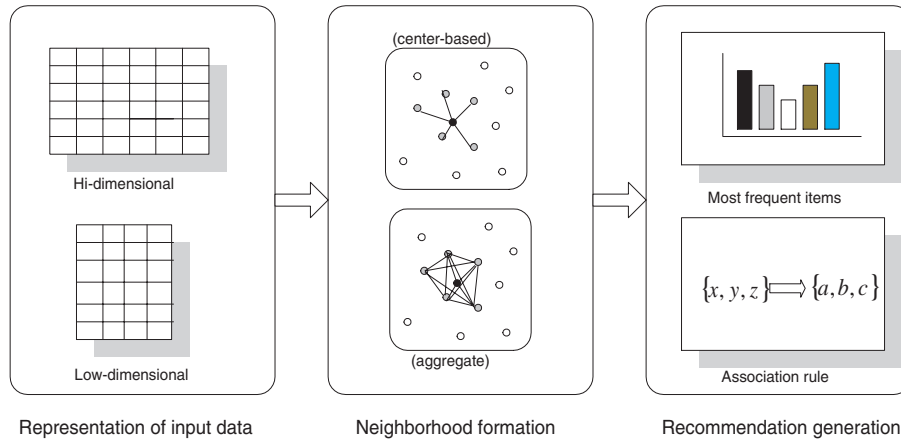 (center-based)
Hi-dimensional
Most frequent items
{x, y, z} {a, b, c}
Low-dimensional
(aggregate)
Association rule
Representation of input data
Neighborhood formation
Recommendation generation